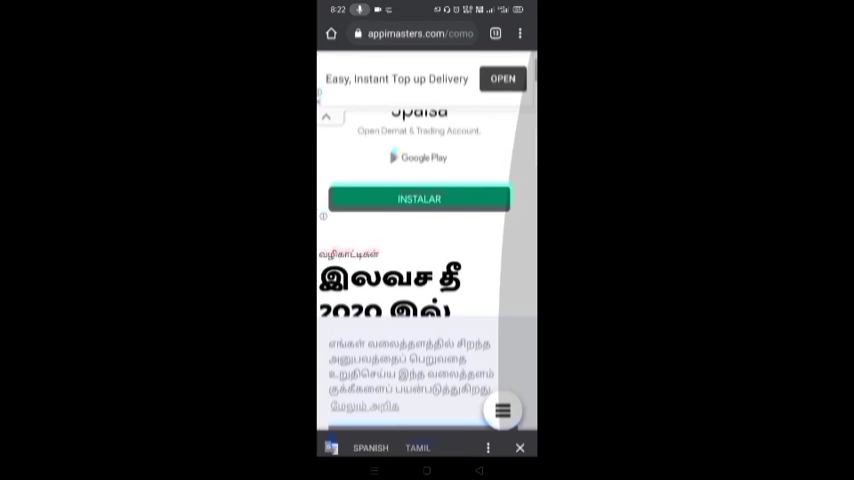 8:22
appimasters.com/como
Easy, Instant Top up Delivery
OPEN
5paisa
Open Demat & Trading Account.
Google Play
INSTALAR
வழிகாட்டிகள்
இலவச தீ
2020 இல்
எங்கள் வலைத்தளத்தில் சிறந்த
அனுபவத்தைப் பெறுவதை
உறுதிசெய்ய இந்த வலைத்தளம்
குக்கீகளைப் பயன்படுத்துகிறது.
மேலும் அறிக
SPANISH
TAMIL